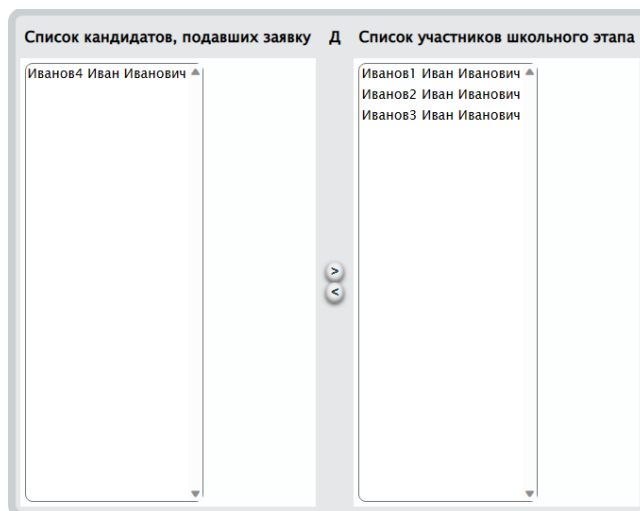 Список кандидатов, подавших заявку
Д
Список участников школьного этапа
Иванов4 Иван Иванович
Иванов1 Иван Иванович
Иванов2 Иван Иванович
Иванов3 Иван Иванович
>
<